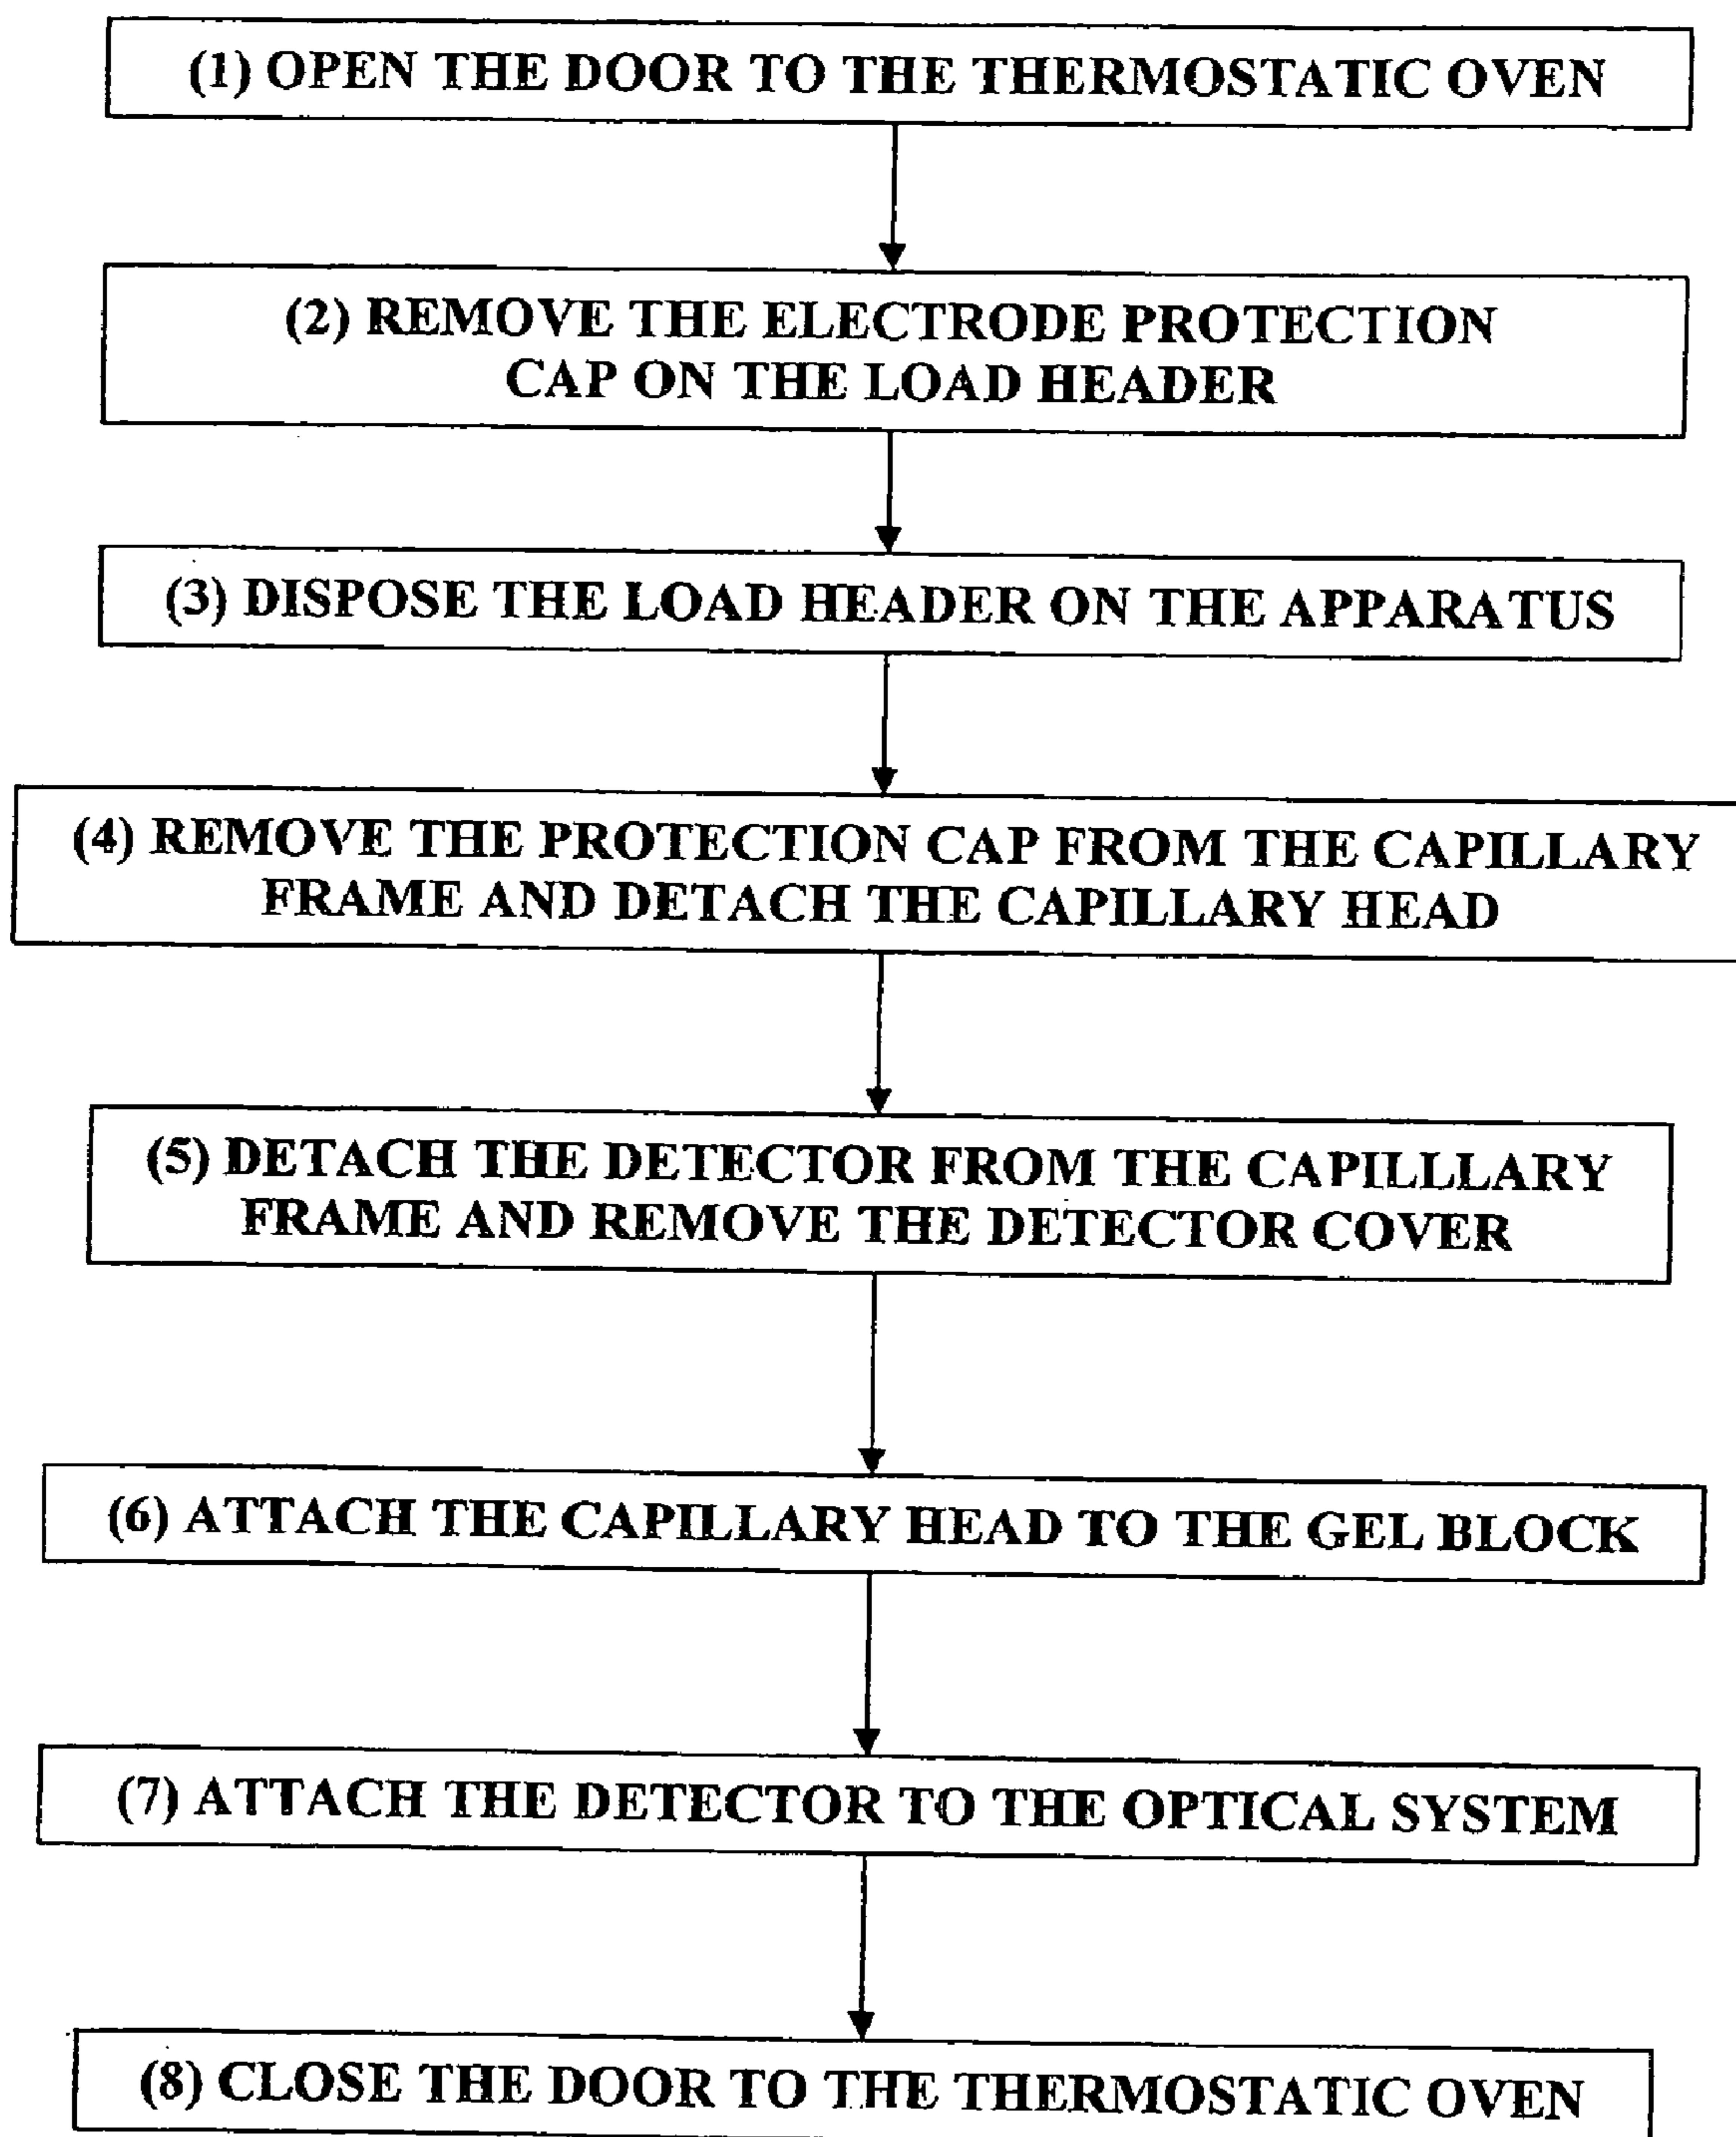 (1) OPEN THE DOOR TO THE THERMOSTATIC OVEN
(2) REMOVE THE ELECTRODE PROTECTION
CAP ON THE LOAD HEADER
(3) DISPOSE THE LOAD HEADER ON THE APPARATUS
(4) REMOVE THE PROTECTION CAP FROM THE CAPILLARY
FRAME AND DETACH THE CAPILLARY HEAD
(5) DETACH THE DETECTOR FROM THE CAPILLLARY
FRAME AND REMOVE THE DETECTOR COVER
(6) ATTACH THE CAPILLARY HEAD TO THE GEL BLOCK
(7) ATTACH THE DETECTOR TO THE OPTICAL SYSTEM
(8) CLOSE THE DOOR TO THE THERMOSTATIC OVEN